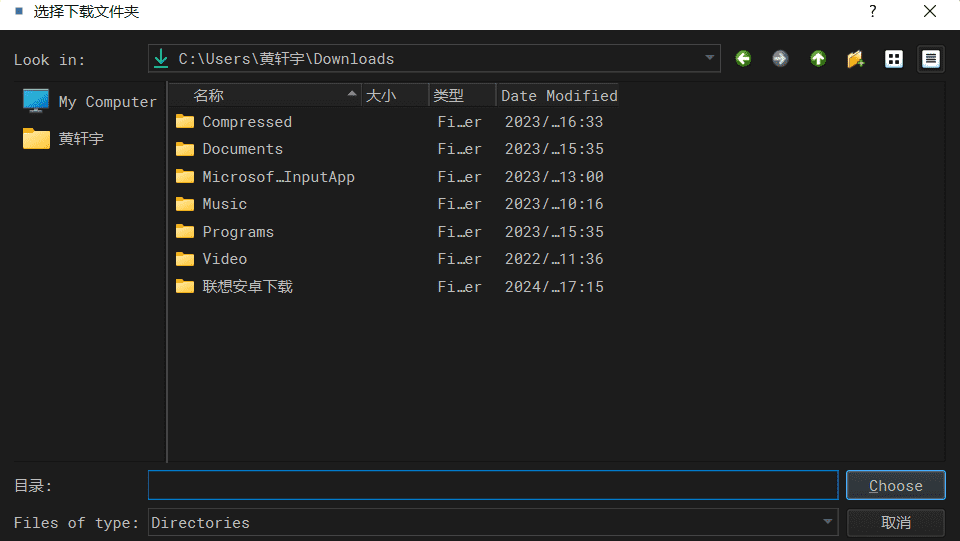 选择下载文件夹 ?
Look in: C:\Users\黄轩宇\Downloads
My Computer
黄轩宇
名称 大小 类型 Date Modified
Compressed Fi…er 2023/…16:33
Documents Fi…er 2023/…15:35
Microsof…InputApp Fi…er 2023/…13:00
Music Fi…er 2023/…10:16
Programs Fi…er 2023/…15:35
Video Fi…er 2022/…11:36
联想安卓下载 Fi…er 2024/…17:15
目录: Choose
Files of type: Directories 取消